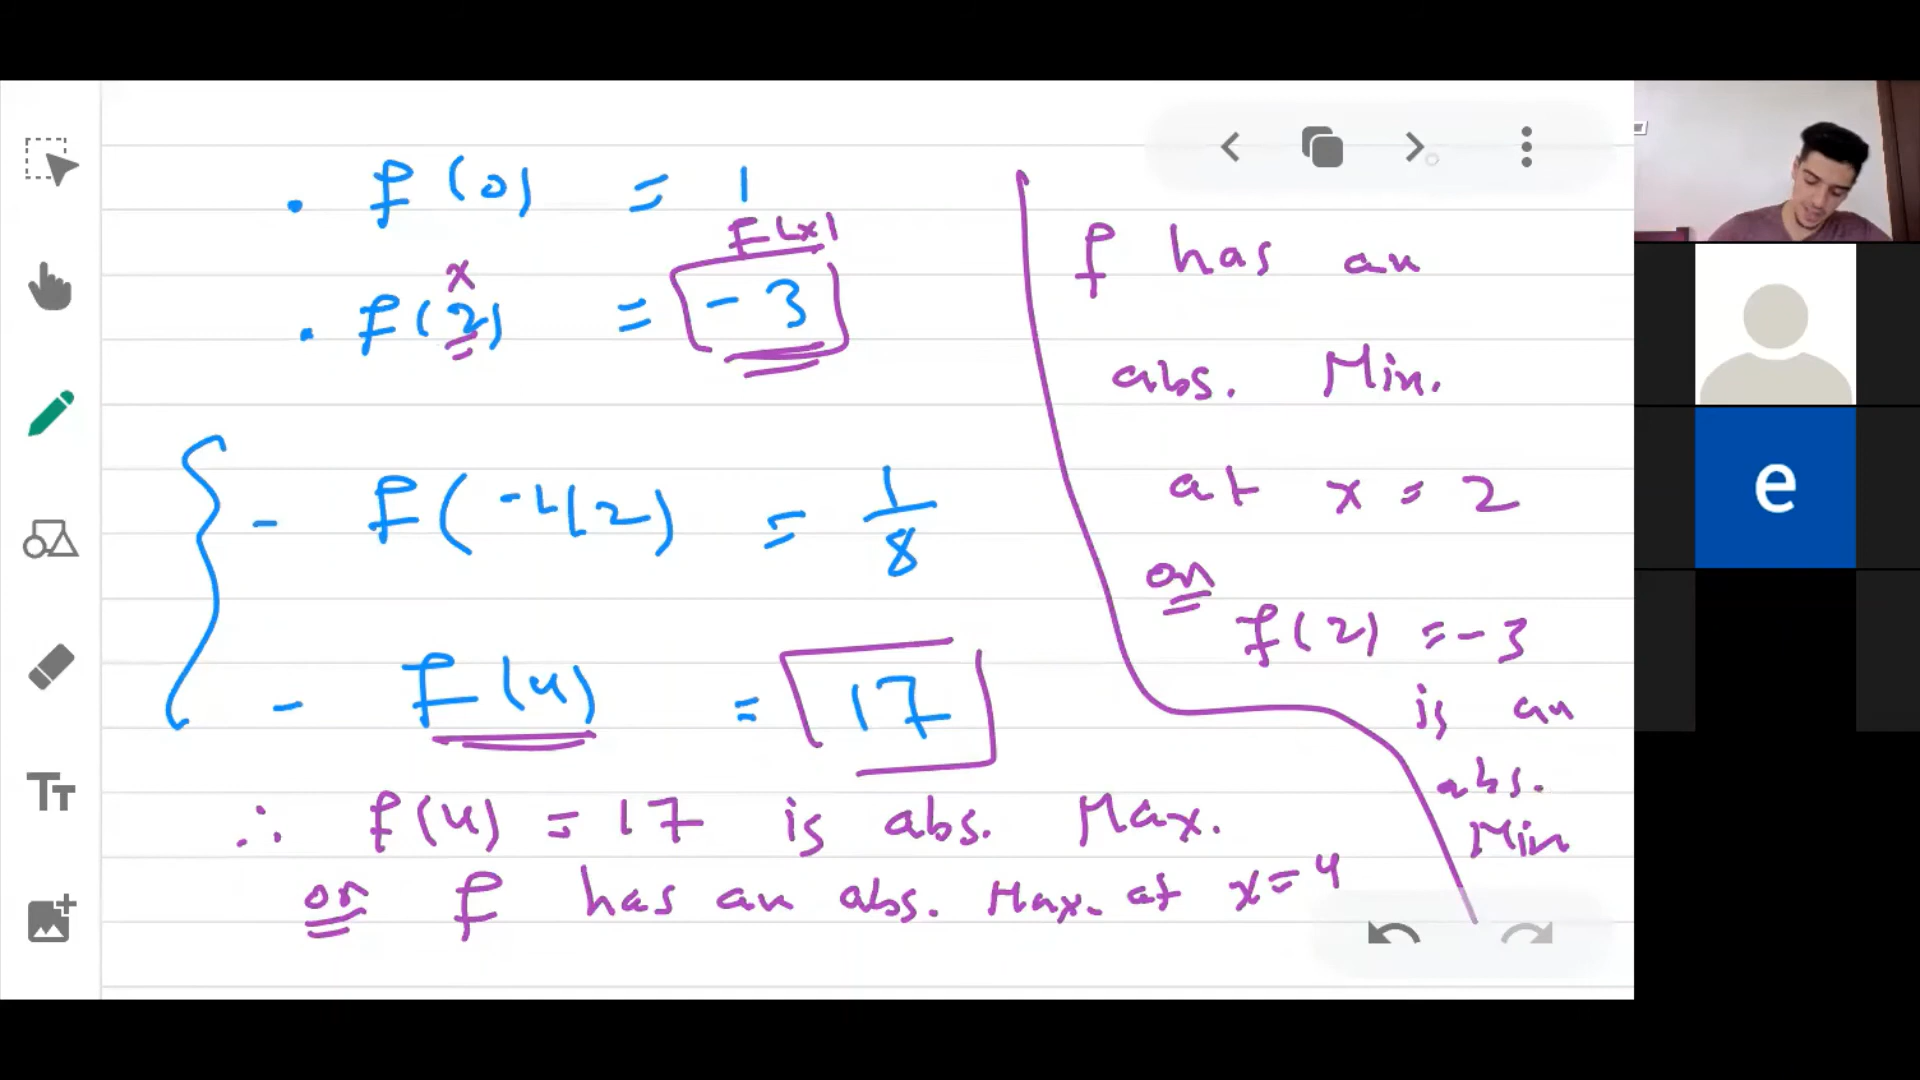 . f(0) = 1
x f(x)
. f(2) = -3
- f(-1/2) = 1/8
- f(4) = 17
∴ f(4) = 17 is abs. Max.
or f has an abs. Max. at x=4
f has an
abs. Min.
at x = 2
or
f(2) = -3
is an
abs.
Min
e
Tт